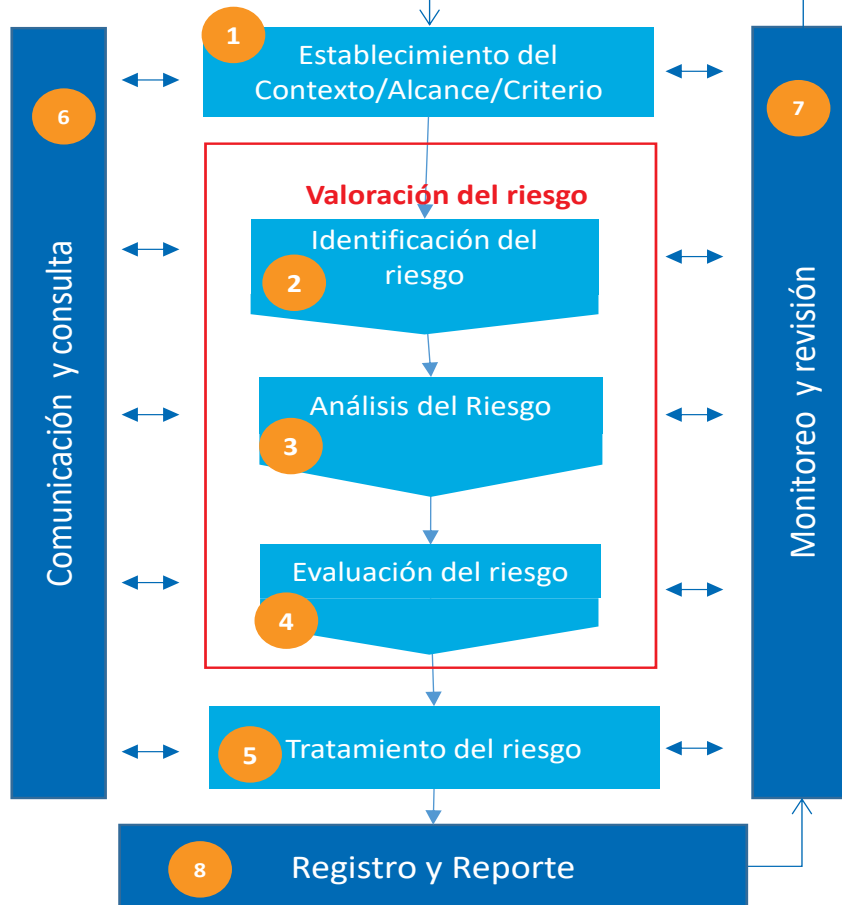 1
Establecimiento del
Contexto/Alcance/Criterio
6
Comunicación y consulta
7
Monitoreo y revisión
Valoración del riesgo
Identificación del
riesgo
2
Análisis del Riesgo
3
Evaluación del riesgo
4
5
Tratamiento del riesgo
8
Registro y Reporte